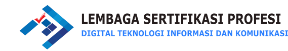 LEMBAGA SERTIFIKASI PROFESI
DIGITAL TEKNOLOGI INFORMASI DAN KOMUNIKASI